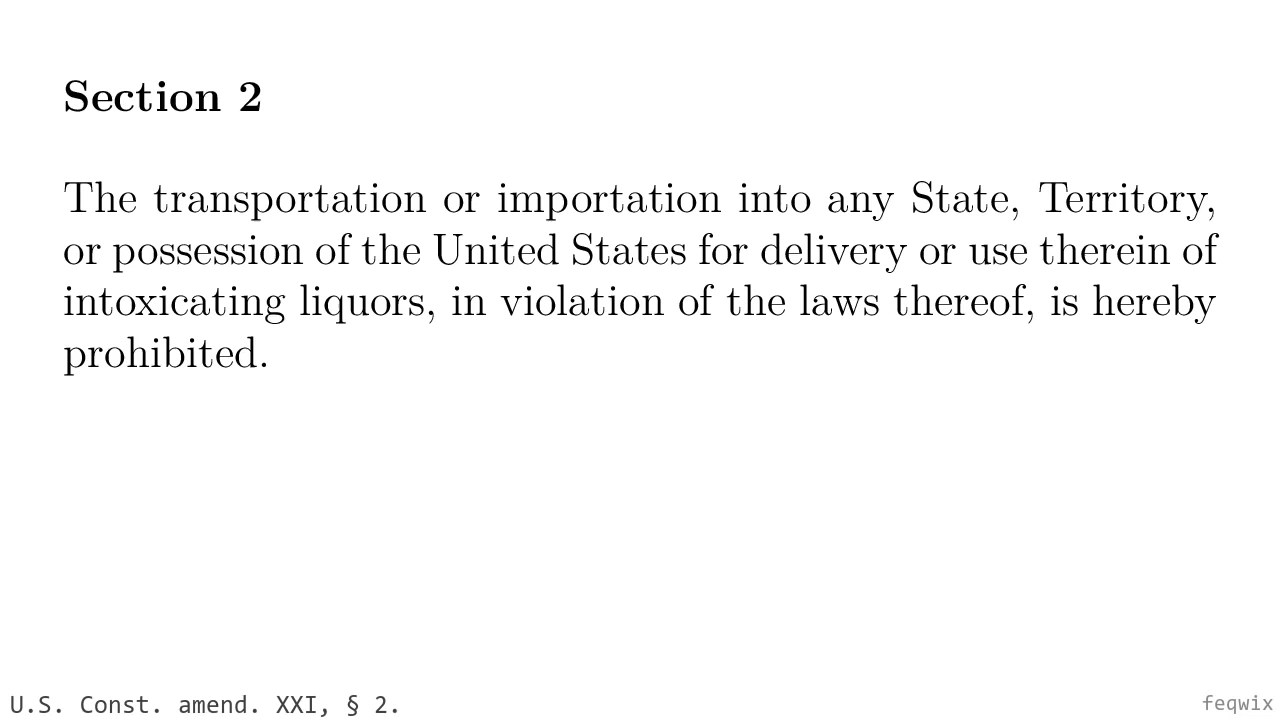 Section 2
The transportation or importation into any State, Territory,
or possession of the United States for delivery or use therein of
intoxicating liquors, in violation of the laws thereof, is hereby
prohibited.
U.S. Const. amend. XXI, § 2.
feqwix